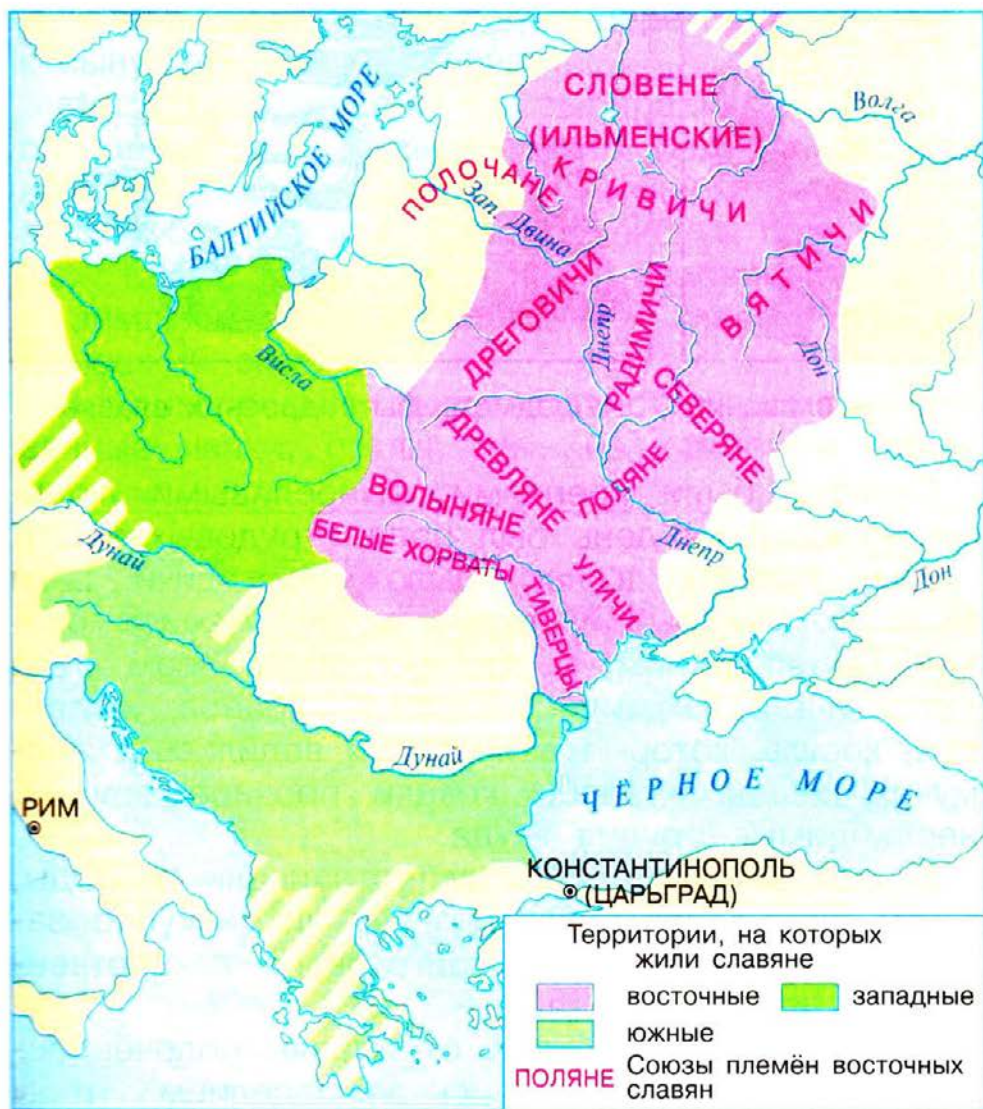 СЛОВЕНЕ
(ИЛЬМЕНСКИЕ)
Волга
БАЛТИЙСКОЕ МОРЕ
ПОЛОЧАНЕ
КРИВИЧИ
Зап. Двина
ВЯТИЧИ
ДРЕГОВИЧИ
Днепр
РАДИМИЧИ
Дон
Висла
СЕВЕРЯНЕ
ДРЕВЛЯНЕ
ПОЛЯНЕ
ВОЛЫНЯНЕ
БЕЛЫЕ ХОРВАТЫ
Днепр
Дунай
УЛИЧИ
ТИВЕРЦЫ
Дон
Дунай
ЧЁРНОЕ МОРЕ
РИМ
КОНСТАНТИНОПОЛЬ
(ЦАРЬГРАД)
Территории, на которых
жили славяне
восточные
западные
южные
ПОЛЯНЕ Союзы племён восточных
славян